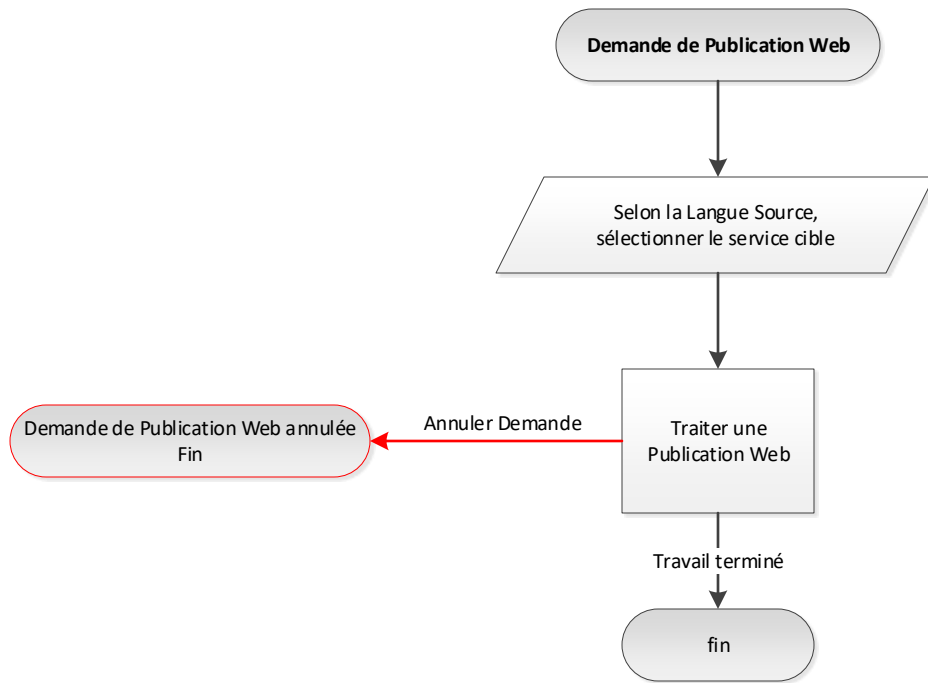 Demande de Publication Web
Selon la Langue Source,
sélectionner le service cible
Traiter une
Publication Web
Annuler Demande
Demande de Publication Web annulée
Fin
Travail terminé
fin